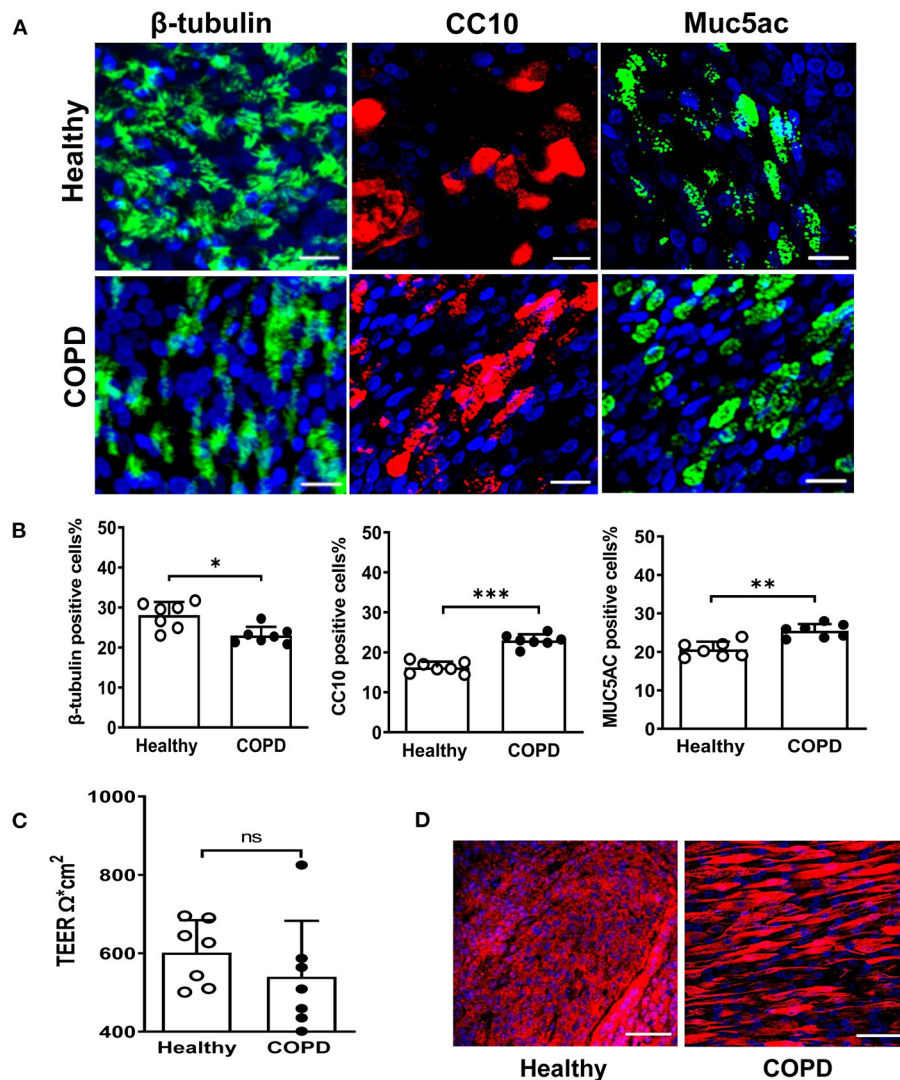 A
β-tubulin
CC10
Muc5ac
Healthy
COPD
B
β-tubulin positive cells%
50
40
30
20
10
0
*
Healthy
COPD
CC10 positive cells%
50
40
30
20
10
0
***
Healthy
COPD
MUC5AC positive cells%
50
40
30
20
10
0
**
Healthy
COPD
C
TEER Ω*cm²
1000
800
600
400
ns
Healthy
COPD
D
Healthy
COPD